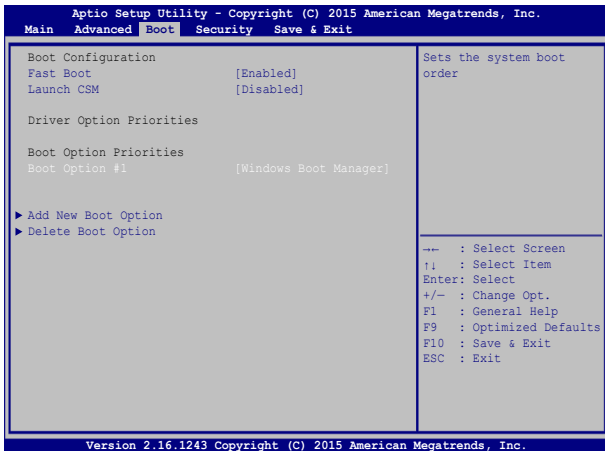 Aptio Setup Utility - Copyright (C) 2015 American Megatrends, Inc.
Main Advanced Boot Security Save & Exit
Boot Configuration
Fast Boot [Enabled]
Launch CSM [Disabled]
Driver Option Priorities
Boot Option Priorities
Boot Option #1 [Windows Boot Manager]
▶ Add New Boot Option
▶ Delete Boot Option
Sets the system boot
order
→← : Select Screen
↑↓ : Select Item
Enter: Select
+/— : Change Opt.
F1 : General Help
F9 : Optimized Defaults
F10 : Save & Exit
ESC : Exit
Version 2.16.1243 Copyright (C) 2015 American Megatrends, Inc.